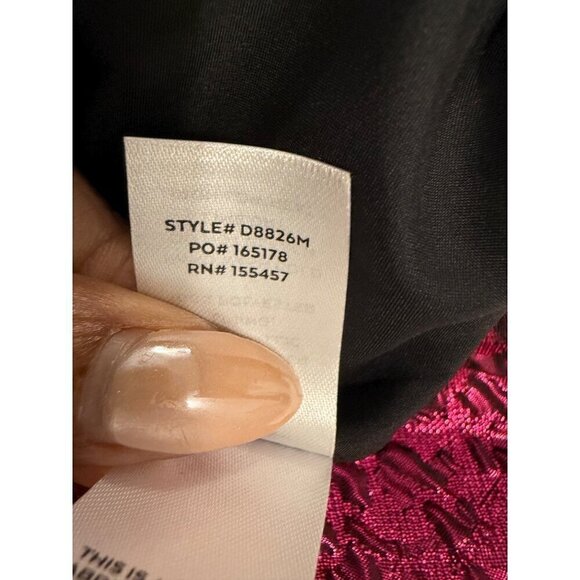 STYLE# D8826M
PO# 165178
RN# 155457
THIS IS